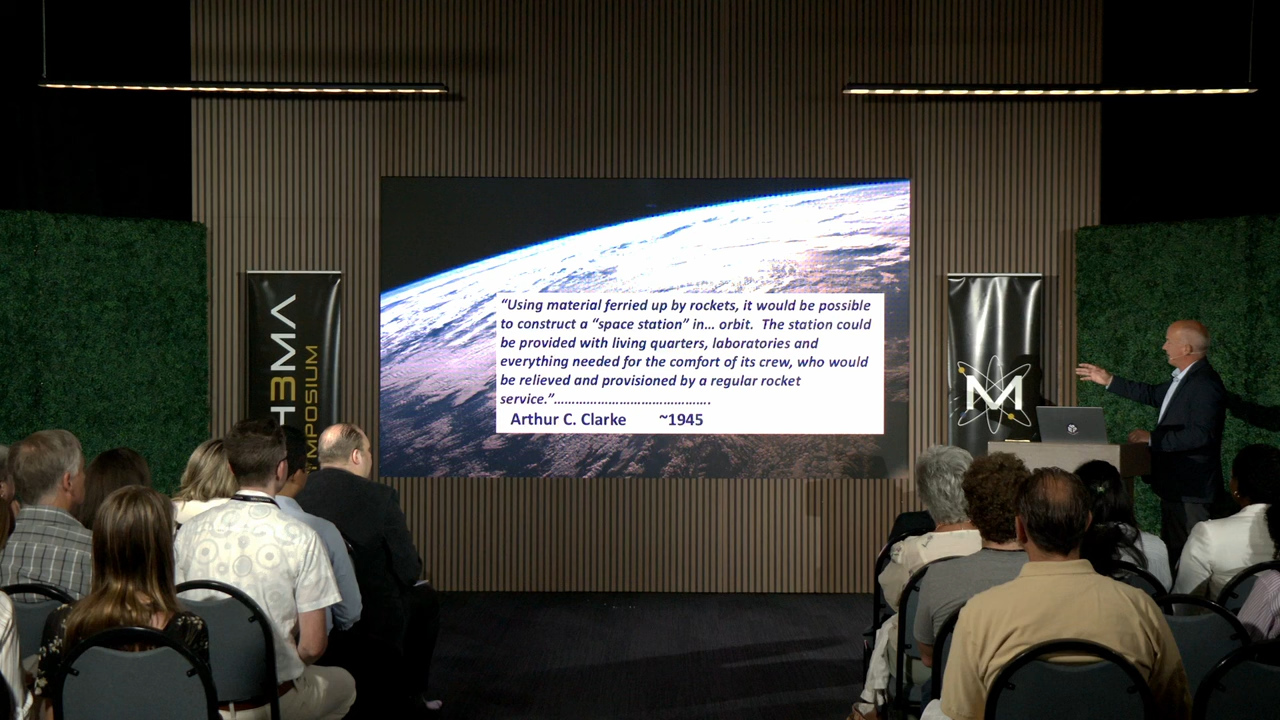 “Using material ferried up by rockets, it would be possible
to construct a “space station” in… orbit.  The station could
be provided with living quarters, laboratories and
everything needed for the comfort of its crew, who would
be relieved and provisioned by a regular rocket
service.”…………………………………….
Arthur C. Clarke ~1945
M